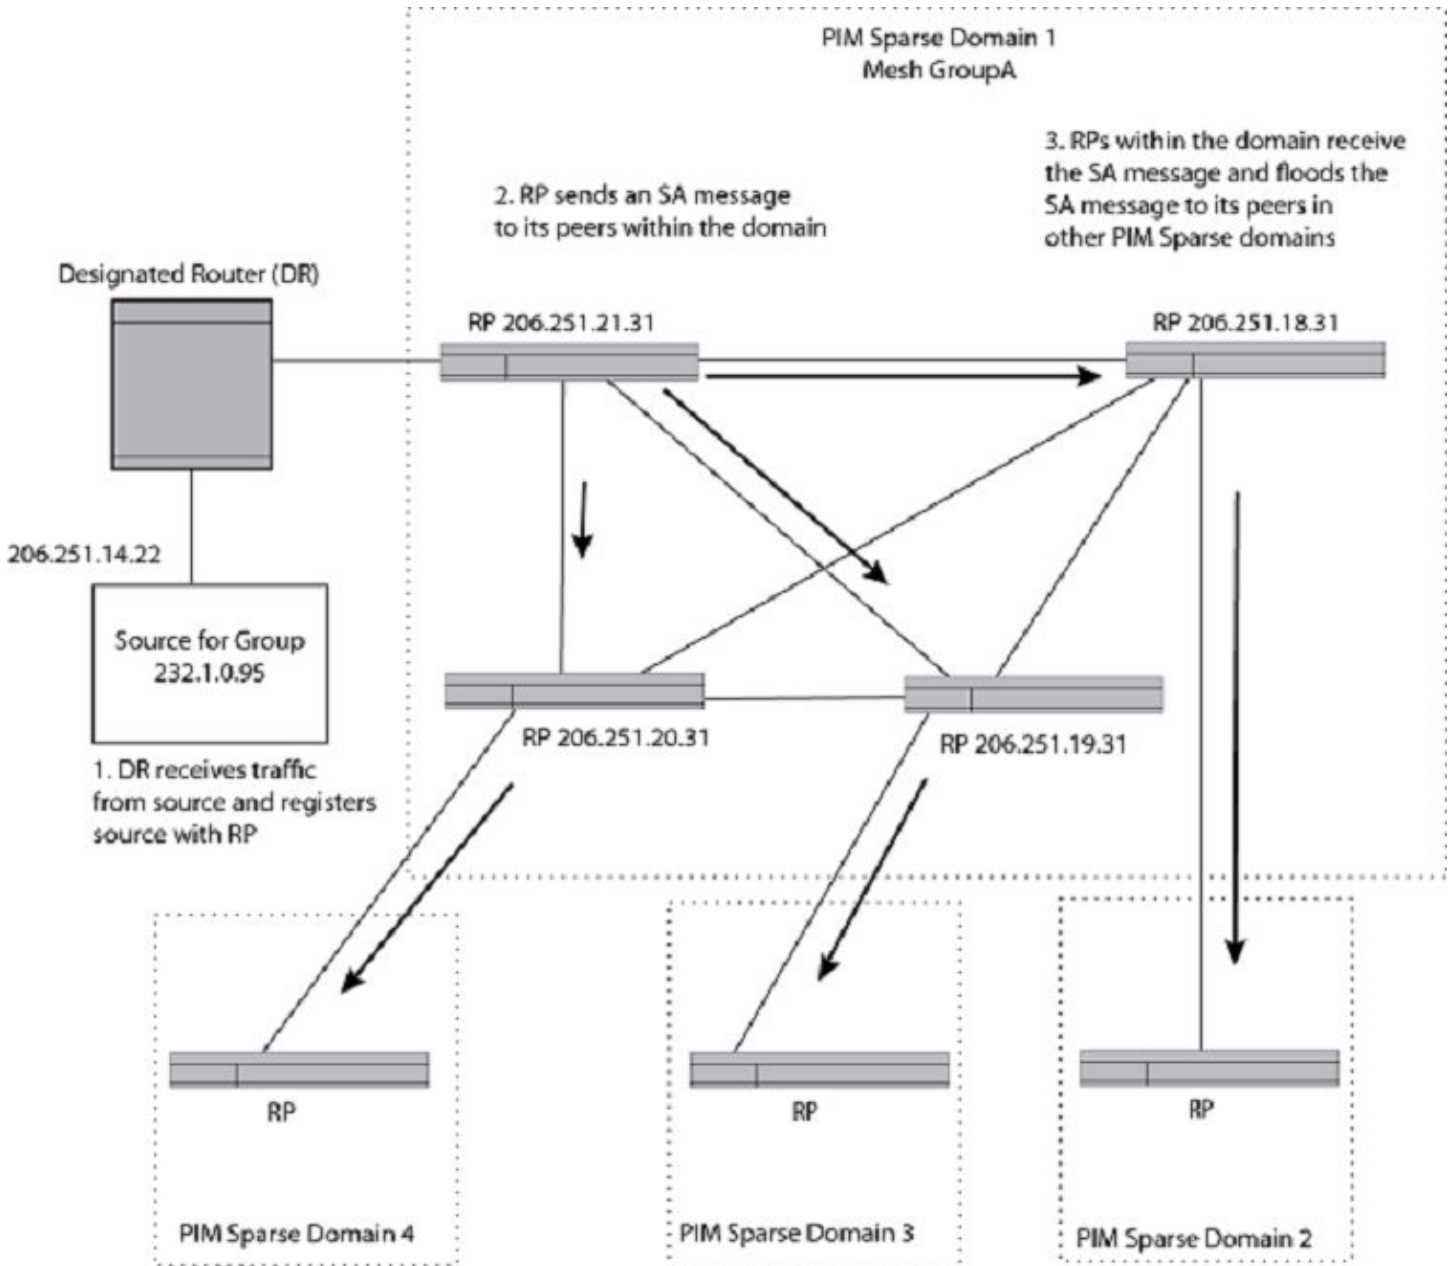 PIM Sparse Domain 1
Mesh GroupA
3. RPs within the domain receive
the SA message and floods the
SA message to its peers in
other PIM Sparse domains
2. RP sends an SA message
to its peers within the domain
Designated Router (DR)
RP 206.251.21.31
RP 206.251.18.31
206.251.14.22
Source for Group
232.1.0.95
RP 206.251.20.31
RP 206.251.19.31
1. DR receives traffic
from source and registers
source with RP
RP
RP
RP
PIM Sparse Domain 4
PIM Sparse Domain 3
PIM Sparse Domain 2